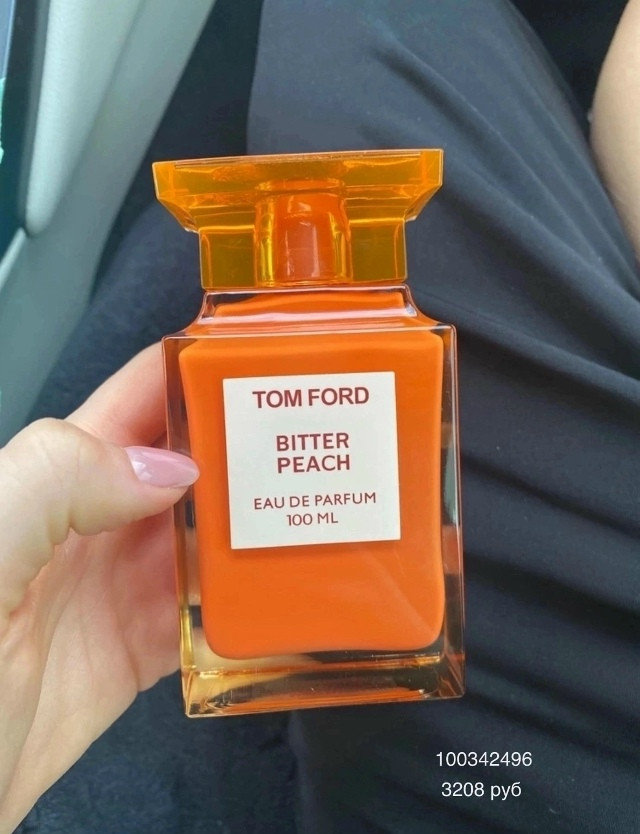 TOM FORD
BITTER
PEACH
EAU DE PARFUM
100 ML
100342496
3208 руб